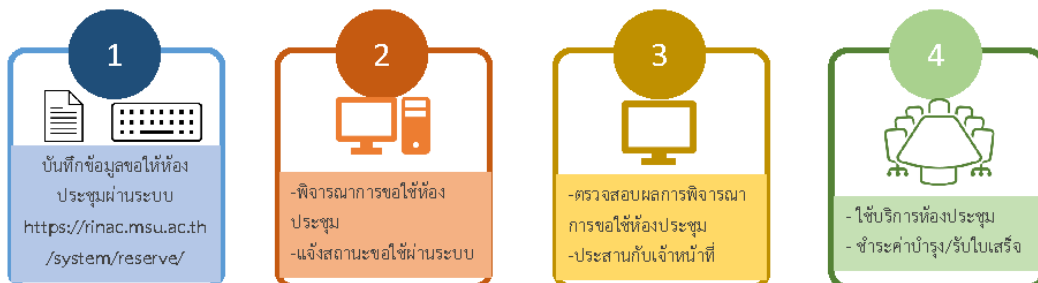 1
บันทึกข้อมูลขอให้ห้อง
ประชุมผ่านระบบ
https://rinac.msu.ac.th
/system/reserve/
2
-พิจารณาการขอใช้ห้อง
ประชุม
-แจ้งสถานะขอใช้ผ่านระบบ
3
-ตรวจสอบผลการพิจารณา
การขอใช้ห้องประชุม
-ประสานกับเจ้าหน้าที่
4
- ใช้บริการห้องประชุม
- ชำระค่าบำรุง/รับใบเสร็จ